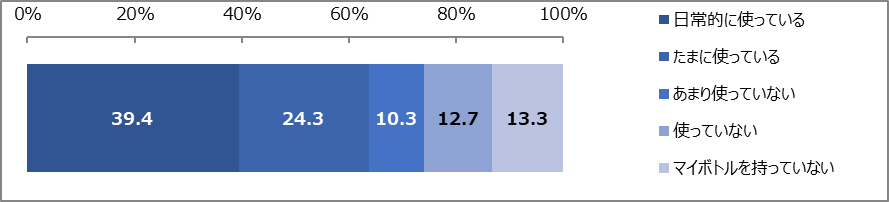 0% 20% 40% 60% 80% 100%
39.4 24.3 10.3 12.7 13.3
日常的に使っている
たまに使っている
あまり使っていない
使っていない
マイボトルを持っていない